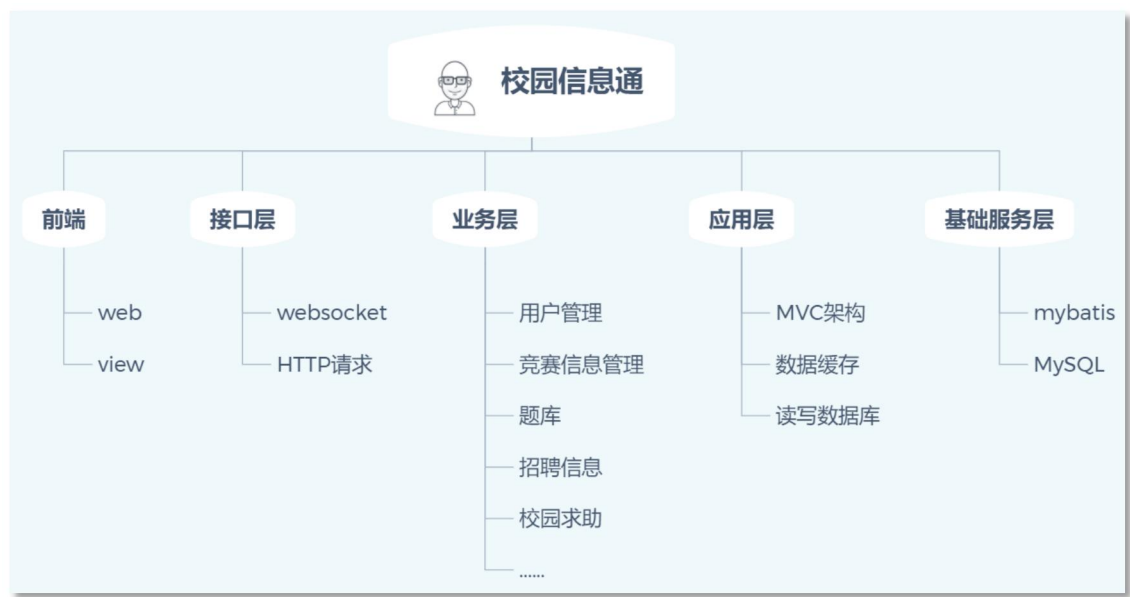 校园信息通
前端
接口层
业务层
应用层
基础服务层
web
websocket
用户管理
MVC架构
mybatis
view
HTTP请求
竞赛信息管理
数据缓存
MySQL
题库
读写数据库
招聘信息
校园求助
......